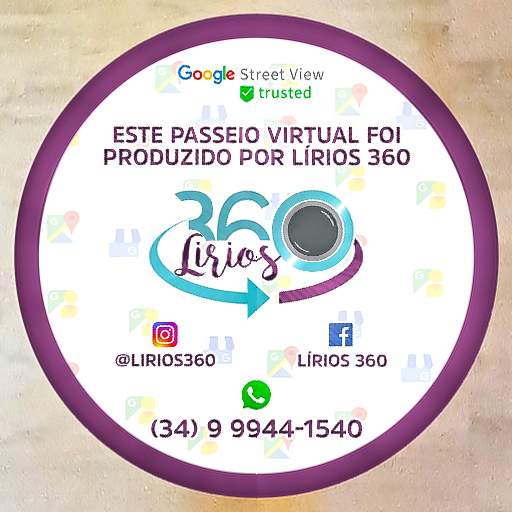 Google Street View
trusted
ESTE PASSEIO VIRTUAL FOI
PRODUZIDO POR LÍRIOS 360
360
Lírios
@LIRIOS360
LÍRIOS 360
(34) 9 9944-1540